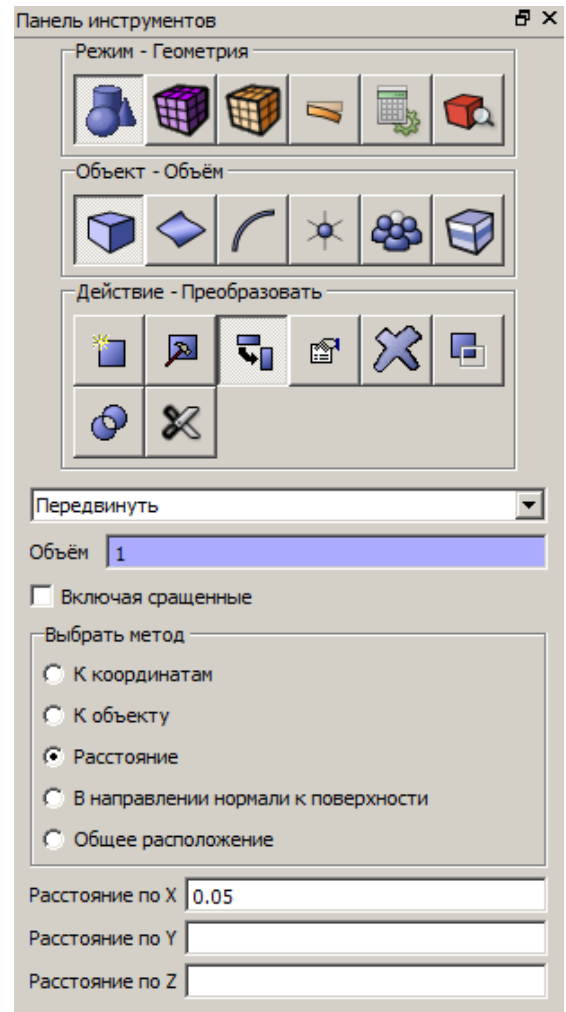 Панель инструментов
Режим - Геометрия
Объект - Объём
Действие - Преобразовать
Передвинуть
Объём 1
Включая сращенные
Выбрать метод
К координатам
К объекту
Расстояние
В направлении нормали к поверхности
Общее расположение
Расстояние по X 0.05
Расстояние по Y
Расстояние по Z